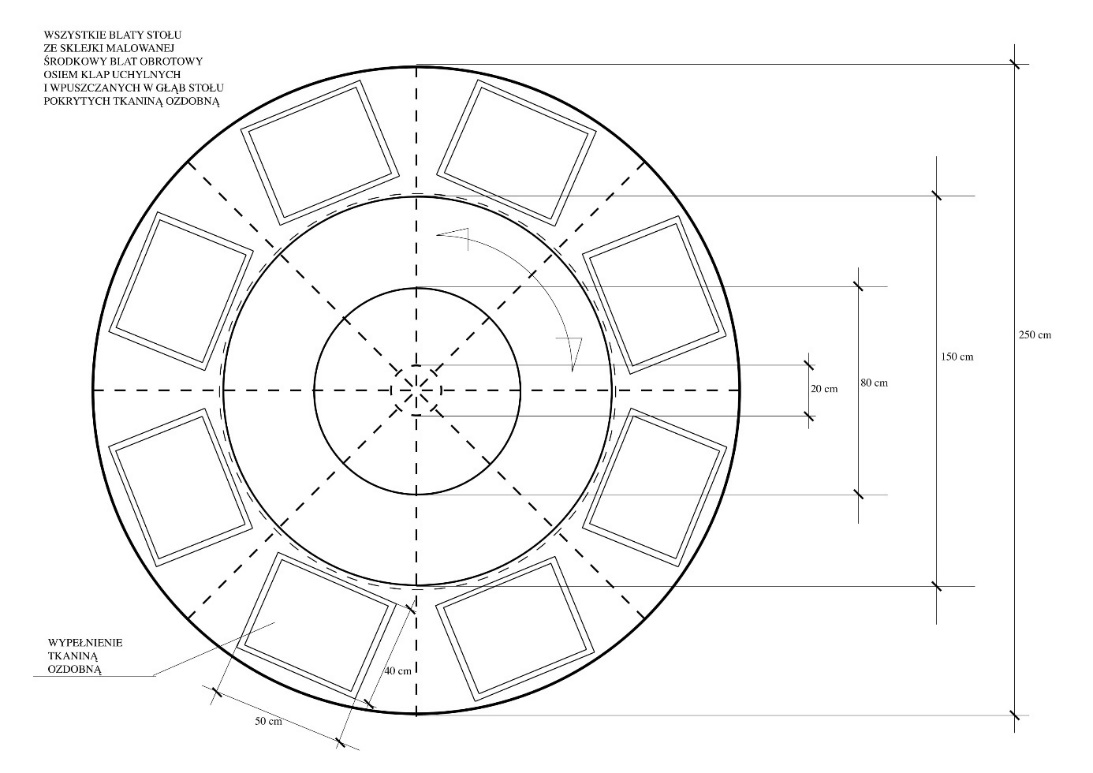 WSZYSTKIE BLATY STOŁU
ZE SKLEJKI MALOWANEJ
ŚRODKOWY BLAT OBROTOWY
OSIEM KLAP UCHYLNYCH
I WPUSZCZANYCH W GŁĄB STOŁU
POKRYTYCH TKANINĄ OZDOBNĄ
250 cm
150 cm
80 cm
20 cm
WYPEŁNIENIE
TKANINĄ
OZDOBNĄ
40 cm
50 cm